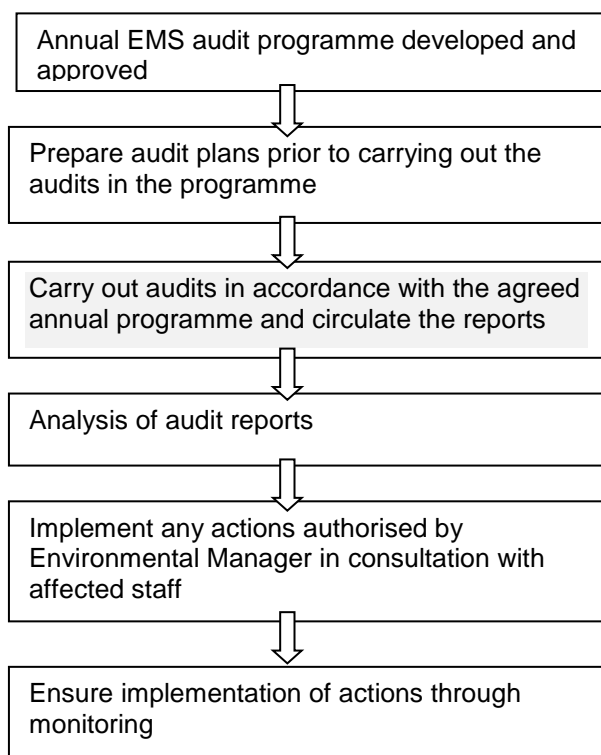 Annual EMS audit programme developed and
approved
Prepare audit plans prior to carrying out the
audits in the programme
Carry out audits in accordance with the agreed
annual programme and circulate the reports
Analysis of audit reports
Implement any actions authorised by
Environmental Manager in consultation with
affected staff
Ensure implementation of actions through
monitoring